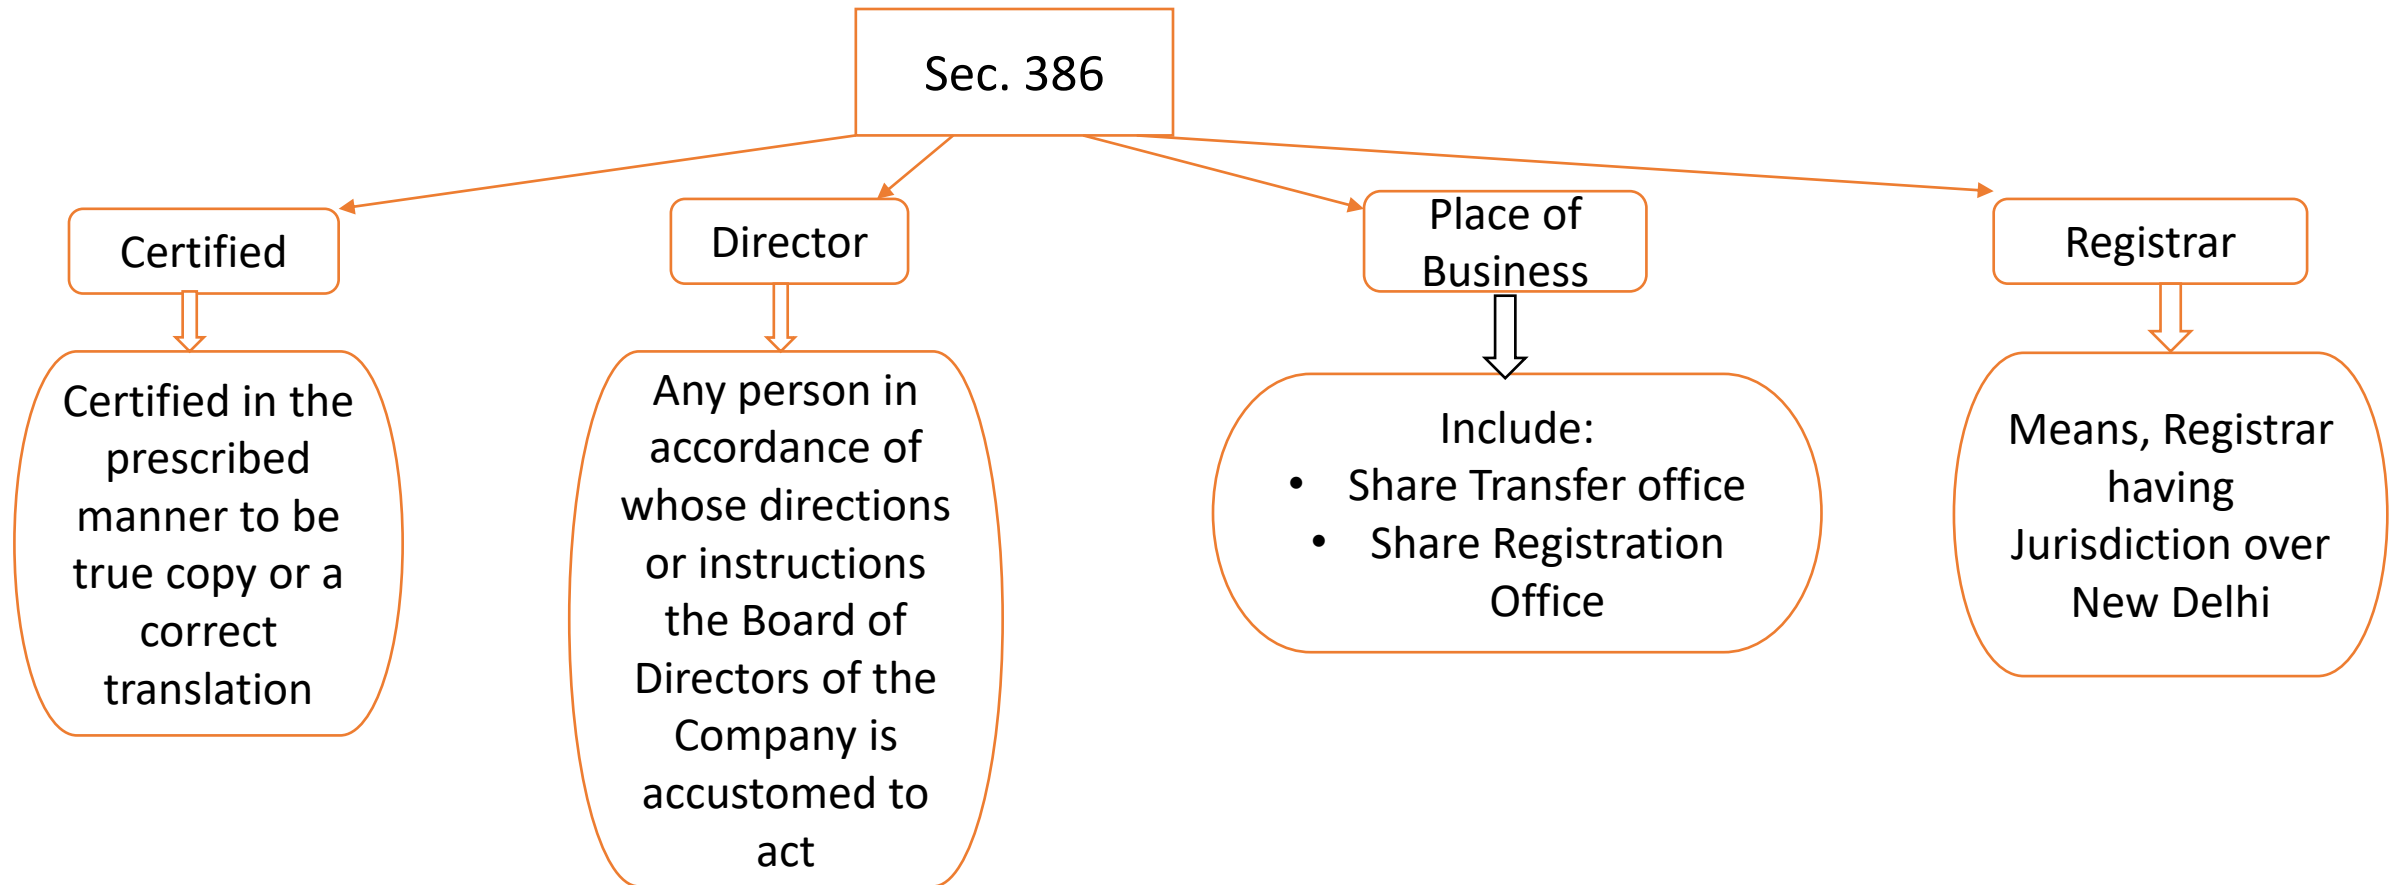 Sec. 386
Certified
Director
Place of
Business
Registrar
Certified in the
prescribed
manner to be
true copy or a
correct
translation
Any person in
accordance of
whose directions
or instructions
the Board of
Directors of the
Company is
accustomed to
act
Include:
• Share Transfer office
• Share Registration
Office
Means, Registrar
having
Jurisdiction over
New Delhi